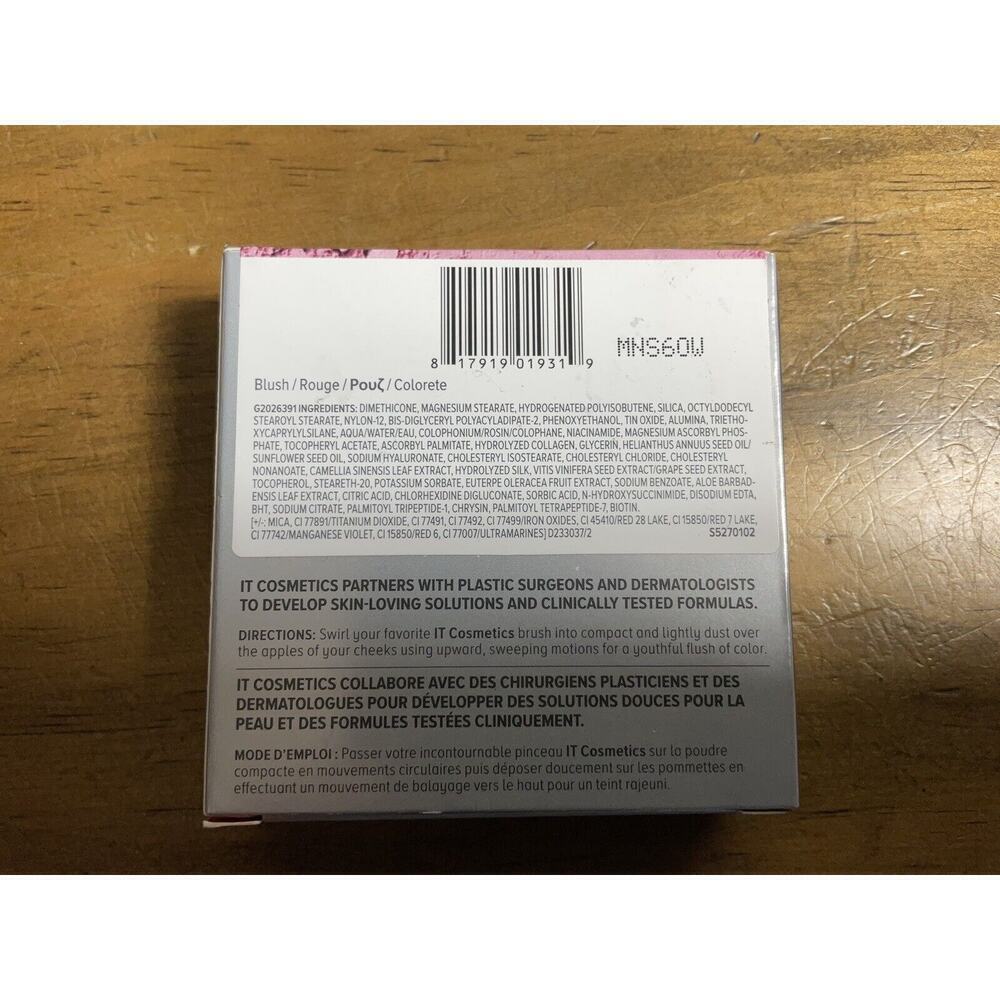 8 17919 01931 9
MNS60W
Blush / Rouge / Ρουζ / Colorete
G2026391 INGREDIENTS: DIMETHICONE, MAGNESIUM STEARATE, HYDROGENATED POLYISOBUTENE, SILICA, OCTYLDODECYL
STEAROYL STEARATE, NYLON-12, BIS-DIGLYCERYL POLYACYLADIPATE-2, PHENOXYETHANOL, TIN OXIDE, ALUMINA, TRIETHO-
XYCAPRYLYLSILANE, AQUA/WATER/EAU, COLOPHONIUM/ROSIN/COLOPHANE, NIACINAMIDE, MAGNESIUM ASCORBYL PHOS-
PHATE, TOCOPHERYL ACETATE, ASCORBYL PALMITATE, HYDROLYZED COLLAGEN, GLYCERIN, HELIANTHUS ANNUUS SEED OIL/
SUNFLOWER SEED OIL, SODIUM HYALURONATE, CHOLESTERYL ISOSTEARATE, CHOLESTERYL CHLORIDE, CHOLESTERYL
NONANOATE, CAMELLIA SINENSIS LEAF EXTRACT, HYDROLYZED SILK, VITIS VINIFERA SEED EXTRACT/GRAPE SEED EXTRACT,
TOCOPHEROL, STEARETH-20, POTASSIUM SORBATE, EUTERPE OLERACEA FRUIT EXTRACT, SODIUM BENZOATE, ALOE BARBAD-
ENSIS LEAF EXTRACT, CITRIC ACID, CHLORHEXIDINE DIGLUCONATE, SORBIC ACID, N-HYDROXYSUCCINIMIDE, DISODIUM EDTA,
BHT, SODIUM CITRATE, PALMITOYL TRIPEPTIDE-1, CHRYSIN, PALMITOYL TETRAPEPTIDE-7, BIOTIN.
[+/-: MICA, CI 77891/TITANIUM DIOXIDE, CI 77491, CI 77492, CI 77499/IRON OXIDES, CI 45410/RED 28 LAKE, CI 15850/RED 7 LAKE,
CI 77742/MANGANESE VIOLET, CI 15850/RED 6, CI 77007/ULTRAMARINES] D233037/2 S5270102
IT COSMETICS PARTNERS WITH PLASTIC SURGEONS AND DERMATOLOGISTS
TO DEVELOP SKIN-LOVING SOLUTIONS AND CLINICALLY TESTED FORMULAS.
DIRECTIONS: Swirl your favorite IT Cosmetics brush into compact and lightly dust over
the apples of your cheeks using upward, sweeping motions for a youthful flush of color.
IT COSMETICS COLLABORE AVEC DES CHIRURGIENS PLASTICIENS ET DES
DERMATOLOGUES POUR DÉVELOPPER DES SOLUTIONS DOUCES POUR LA
PEAU ET DES FORMULES TESTÉES CLINIQUEMENT.
MODE D'EMPLOI : Passer votre incontournable pinceau IT Cosmetics sur la poudre
compacte en mouvements circulaires puis déposer doucement sur les pommettes en
effectuant un mouvement de balayage vers le haut pour un teint rajeuni.